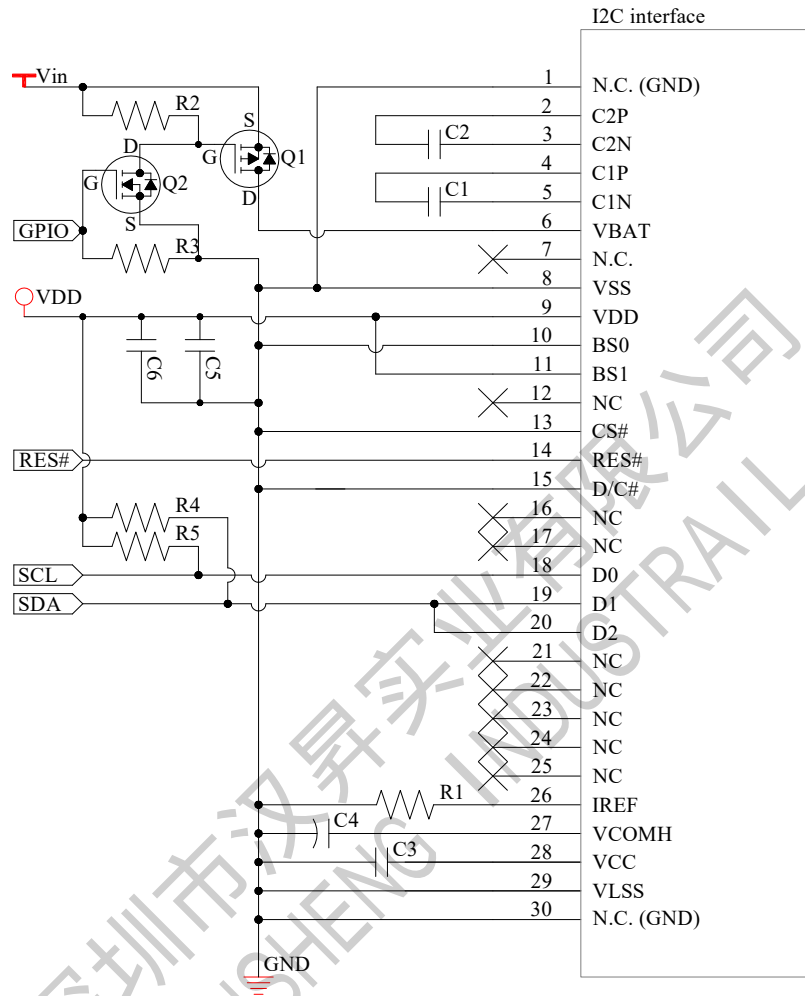 I2C interface
Vin
R2
S
D
G
Q1
G
Q2
D
S
GPIO
R3
VDD
C6
C5
RES#
R4
R5
SCL
SDA
C2
C1
R1
C4
C3
GND
1 N.C. (GND)
2 C2P
3 C2N
4 C1P
5 C1N
6 VBAT
7 N.C.
8 VSS
9 VDD
10 BS0
11 BS1
12 NC
13 CS#
14 RES#
15 D/C#
16 NC
17 NC
18 D0
19 D1
20 D2
21 NC
22 NC
23 NC
24 NC
25 NC
26 IREF
27 VCOMH
28 VCC
29 VLSS
30 N.C. (GND)
深圳市汉昇实业有限公司
SHENG INDUSTRAIL